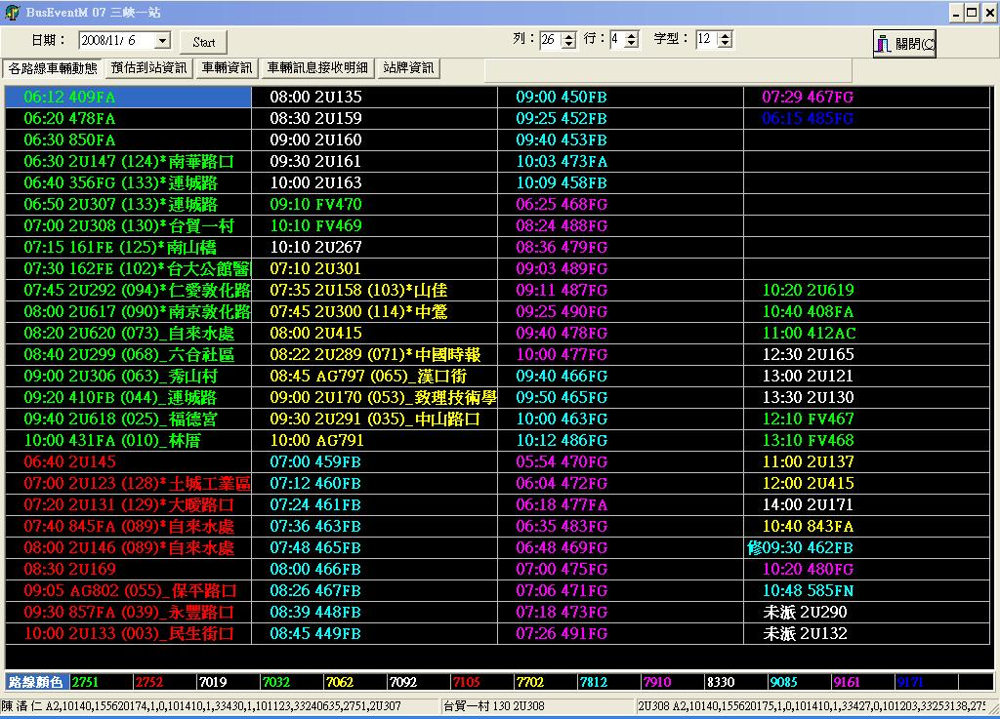 BusEventM 07 三峽一站
日期： 2008/11/ 6 Start 列： 26 行： 4 字型： 12 關閉(C)
各路線車輛動態 預估到站資訊 車輛資訊 車輛訊息接收明細 站牌資訊
06:12 409FA 08:00 2U135 09:00 450FB 07:29 467FG
06:20 478FA 08:30 2U159 09:25 452FB 06:15 485FG
06:30 850FA 09:00 2U160 09:40 453FB
06:30 2U147 (124)*南華路口 09:30 2U161 10:03 473FA
06:40 356FG (133)*連城路 10:00 2U163 10:09 458FB
06:50 2U307 (133)*連城路 09:10 FV470 06:25 468FG
07:00 2U308 (130)*台貿一村 10:10 FV469 08:24 488FG
07:15 161FE (125)*南山橋 10:10 2U267 08:36 479FG
07:30 162FE (102)*台大公館醫 07:10 2U301 09:03 489FG
07:45 2U292 (094)*仁愛敦化路 07:35 2U158 (103)*山佳 09:11 487FG 10:20 2U619
08:00 2U617 (090)*南京敦化路 07:45 2U300 (114)*中鶯 09:25 490FG 10:40 408FA
08:20 2U620 (073)_自來水處 08:00 2U415 09:40 478FG 11:00 412AC
08:40 2U299 (068)_六合社區 08:22 2U289 (071)*中國時報 10:00 477FG 12:30 2U165
09:00 2U306 (063)_秀山村 08:45 AG797 (065)_漢口街 09:40 466FG 13:00 2U121
09:20 410FB (044)_連城路 09:00 2U170 (053)_致理技術學 09:50 465FG 13:30 2U130
09:40 2U618 (025)_福德宮 09:30 2U291 (035)_中山路口 10:00 463FG 12:10 FV467
10:00 431FA (010)_林厝 10:00 AG791 10:12 486FG 13:10 FV468
06:40 2U145 07:00 459FB 05:54 470FG 11:00 2U137
07:00 2U123 (128)*土城工業區 07:12 460FB 06:04 472FG 12:00 2U415
07:20 2U131 (129)*大暖路口 07:24 461FB 06:18 477FA 14:00 2U171
07:40 845FA (089)*自來水處 07:36 463FB 06:35 483FG 10:40 843FA
08:00 2U146 (089)*自來水處 07:48 465FB 06:48 469FG 修09:30 462FB
08:30 2U169 08:00 466FB 07:00 475FG 10:20 480FG
09:05 AG802 (055)_保平路口 08:26 467FB 07:06 471FG 10:48 585FN
09:30 857FA (039)_永豐路口 08:39 448FB 07:18 473FG 未派 2U290
10:00 2U133 (003)_民生街口 08:45 449FB 07:26 491FG 未派 2U132
路線顏色 2751 2752 7019 7032 7062 7092 7105 7702 7812 7910 8330 9085 9161 9171
A2,10140,155620174,1,0,101410,1,33430,1,101123,33240635,2751,2U307 台貿一村 130 2U308 2U308 A2,10140,155620175,1,0,101410,1,33427,0,101203,33253138,275